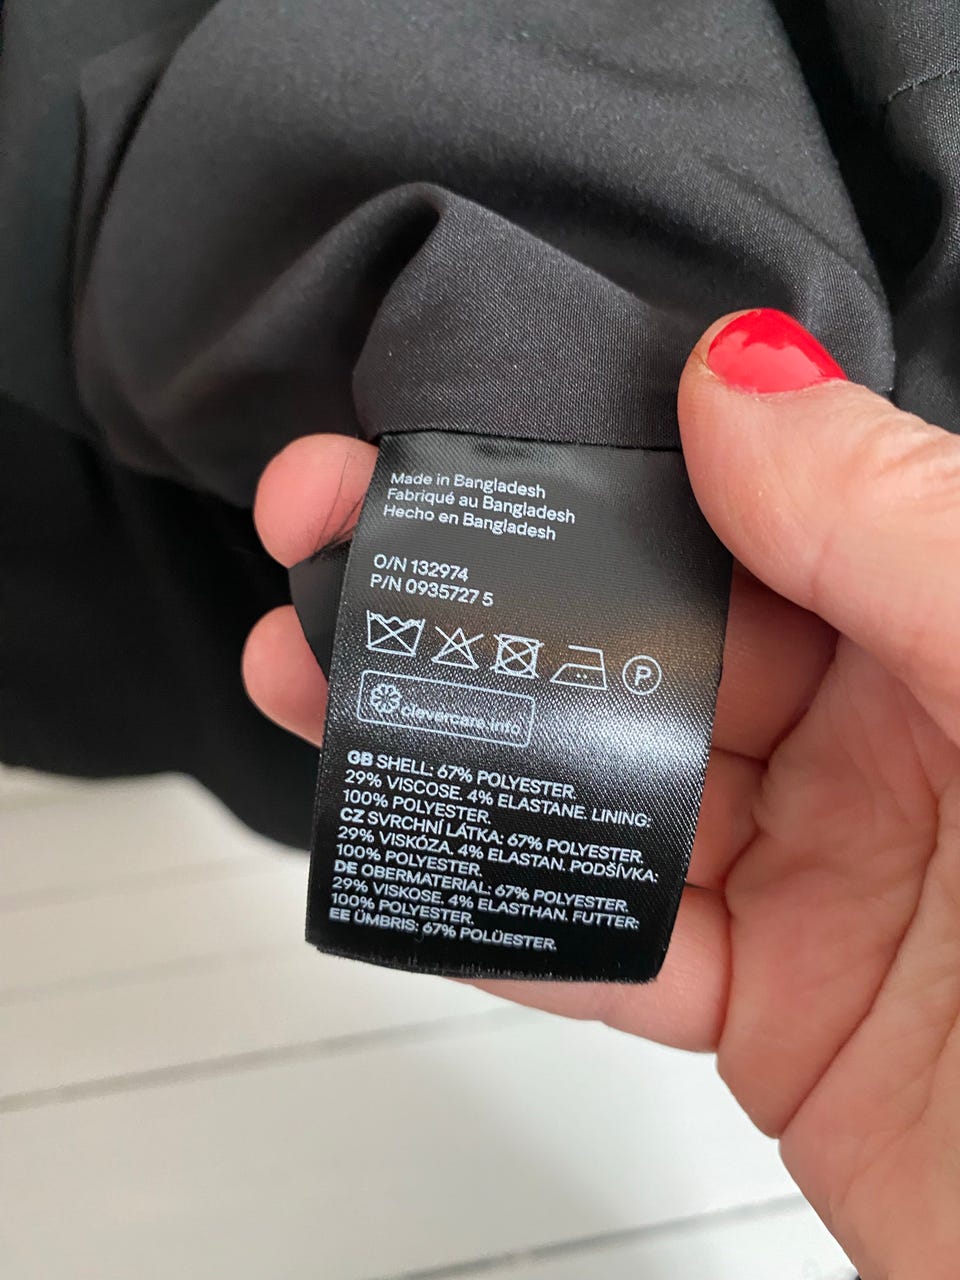 Made in Bangladesh
Fabriqué au Bangladesh
Hecho en Bangladesh
O/N 132974
P/N 0935727 5
P
clevercare.info
GB SHELL: 67% POLYESTER.
29% VISCOSE. 4% ELASTANE. LINING:
100% POLYESTER.
CZ SVRCHNÍ LÁTKA: 67% POLYESTER.
29% VISKÓZA. 4% ELASTAN. PODŠÍVKA:
100% POLYESTER.
DE OBERMATERIAL: 67% POLYESTER.
29% VISKOSE. 4% ELASTHAN. FUTTER:
100% POLYESTER.
EE ÜMBRIS: 67% POLÜESTER.